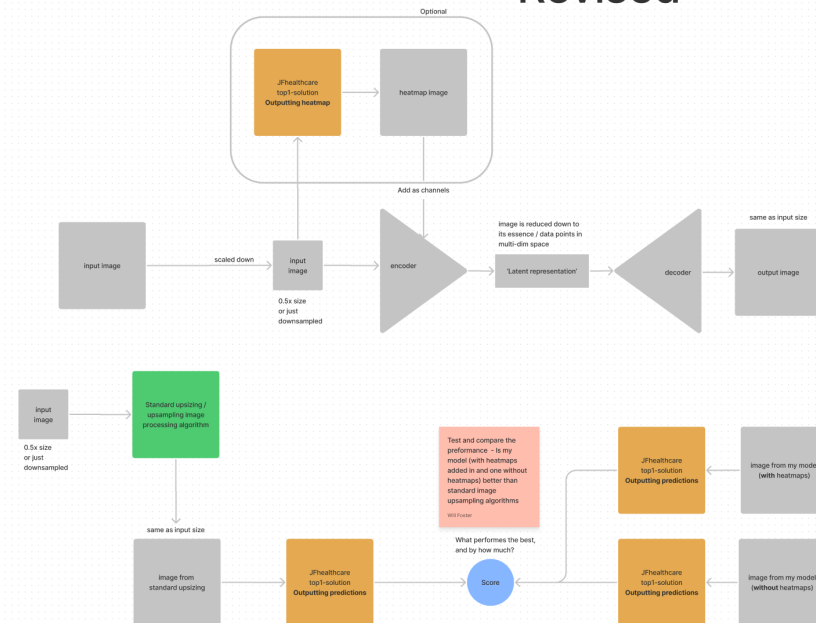 Revised
Optional
JFhealthcare
top1-solution
Outputting heatmap
heatmap image
Add as channels
input image
scaled down
input
image
0.5x size
or just
downsampled
encoder
image is reduced down to
its essence / data points in
multi-dim space
'Latent representation'
decoder
same as input size
output image
input
image
0.5x size
or just
downsampled
Standard upsizing /
upsampling image
processing algorithm
same as input size
image from
standard upsizing
JFhealthcare
top1-solution
Outputting predictions
Test and compare the
preformance - Is my
model (with heatmaps
added in and one without
heatmaps) better than
standard image
upsampling algorithms
Will Foster
What performes the best,
and by how much?
Score
JFhealthcare
top1-solution
Outputting predictions
image from my model
(with heatmaps)
JFhealthcare
top1-solution
Outputting predictions
image from my model
(without heatmaps)